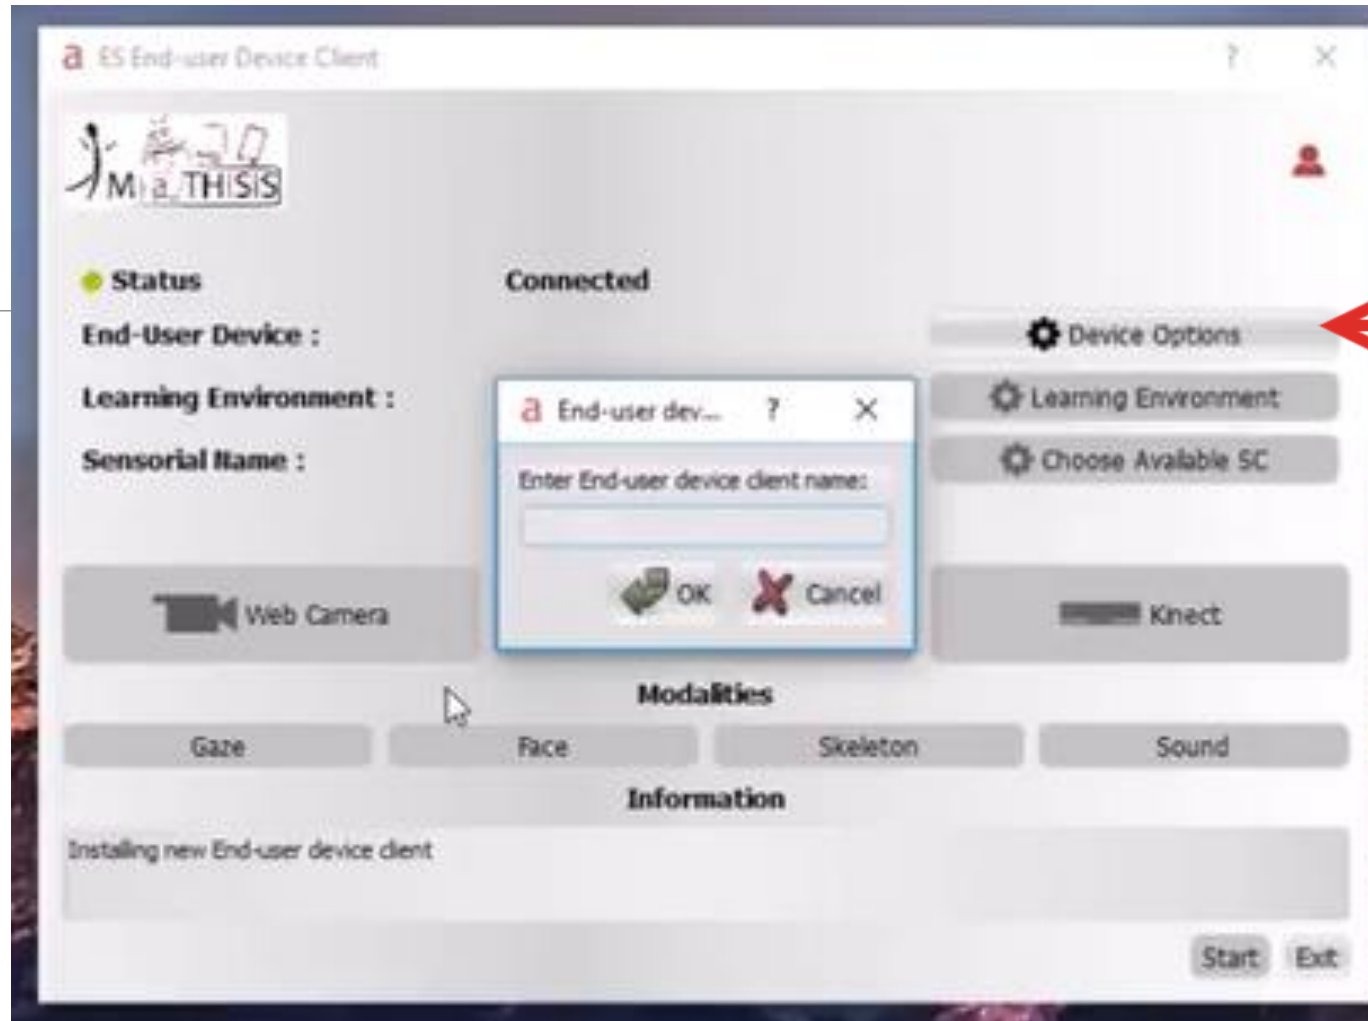 a ES End-user Device Client ? ×
M a THSiS
Status Connected
End-User Device :
Device Options
Learning Environment :
Learning Environment
Sensorial Name :
Choose Available SC
a End-user dev... ? ×
Enter End-user device client name:
OK Cancel
Web Camera
Kinect
Modalities
Gaze Face Skeleton Sound
Information
Installing new End-user device client
Start Exit